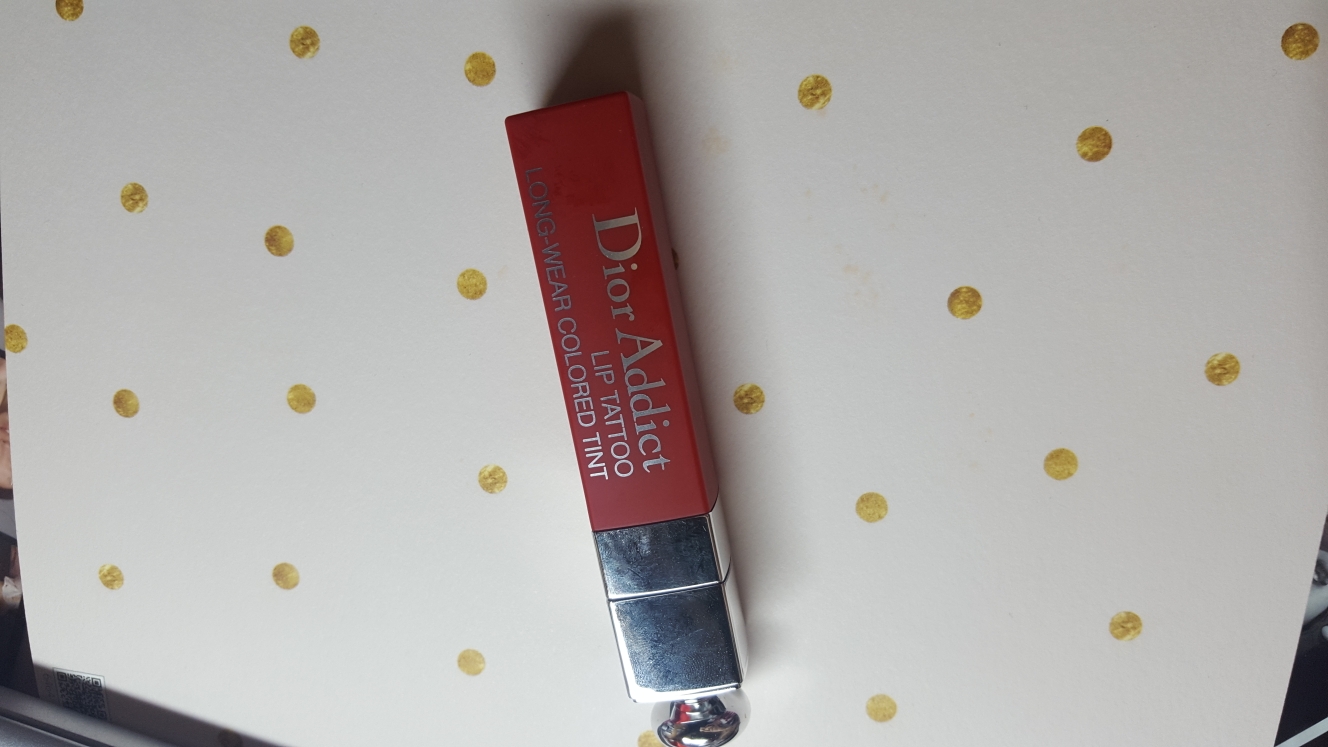 Dior Addict
LIP TATTOO
LONG-WEAR COLORED TINT